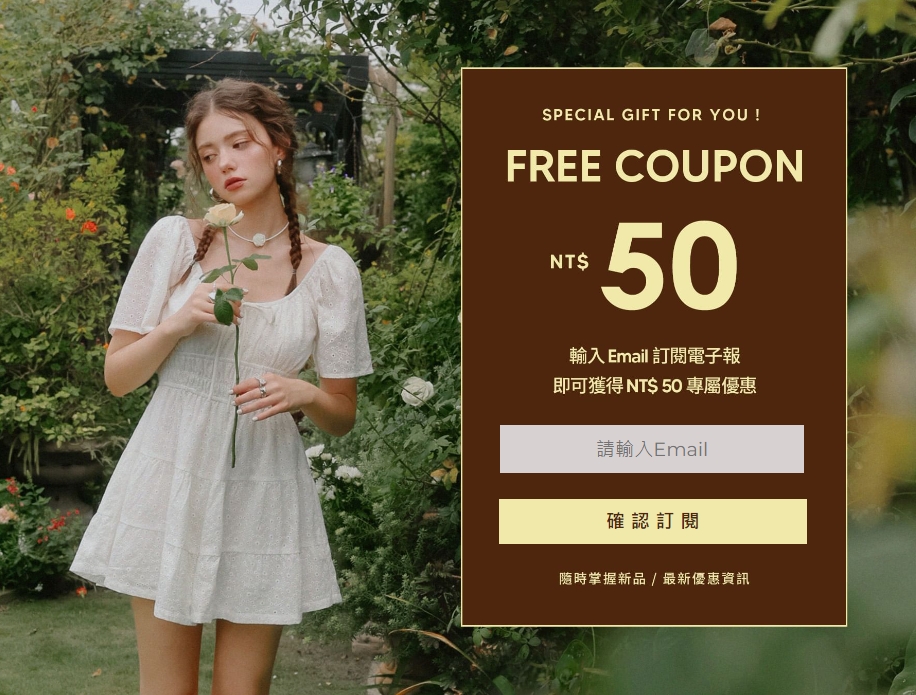 SPECIAL GIFT FOR YOU !
FREE COUPON
NT$ 50
輸入 Email 訂閱電子報
即可獲得 NT$ 50 專屬優惠
請輸入Email
確認訂閱
隨時掌握新品 / 最新優惠資訊